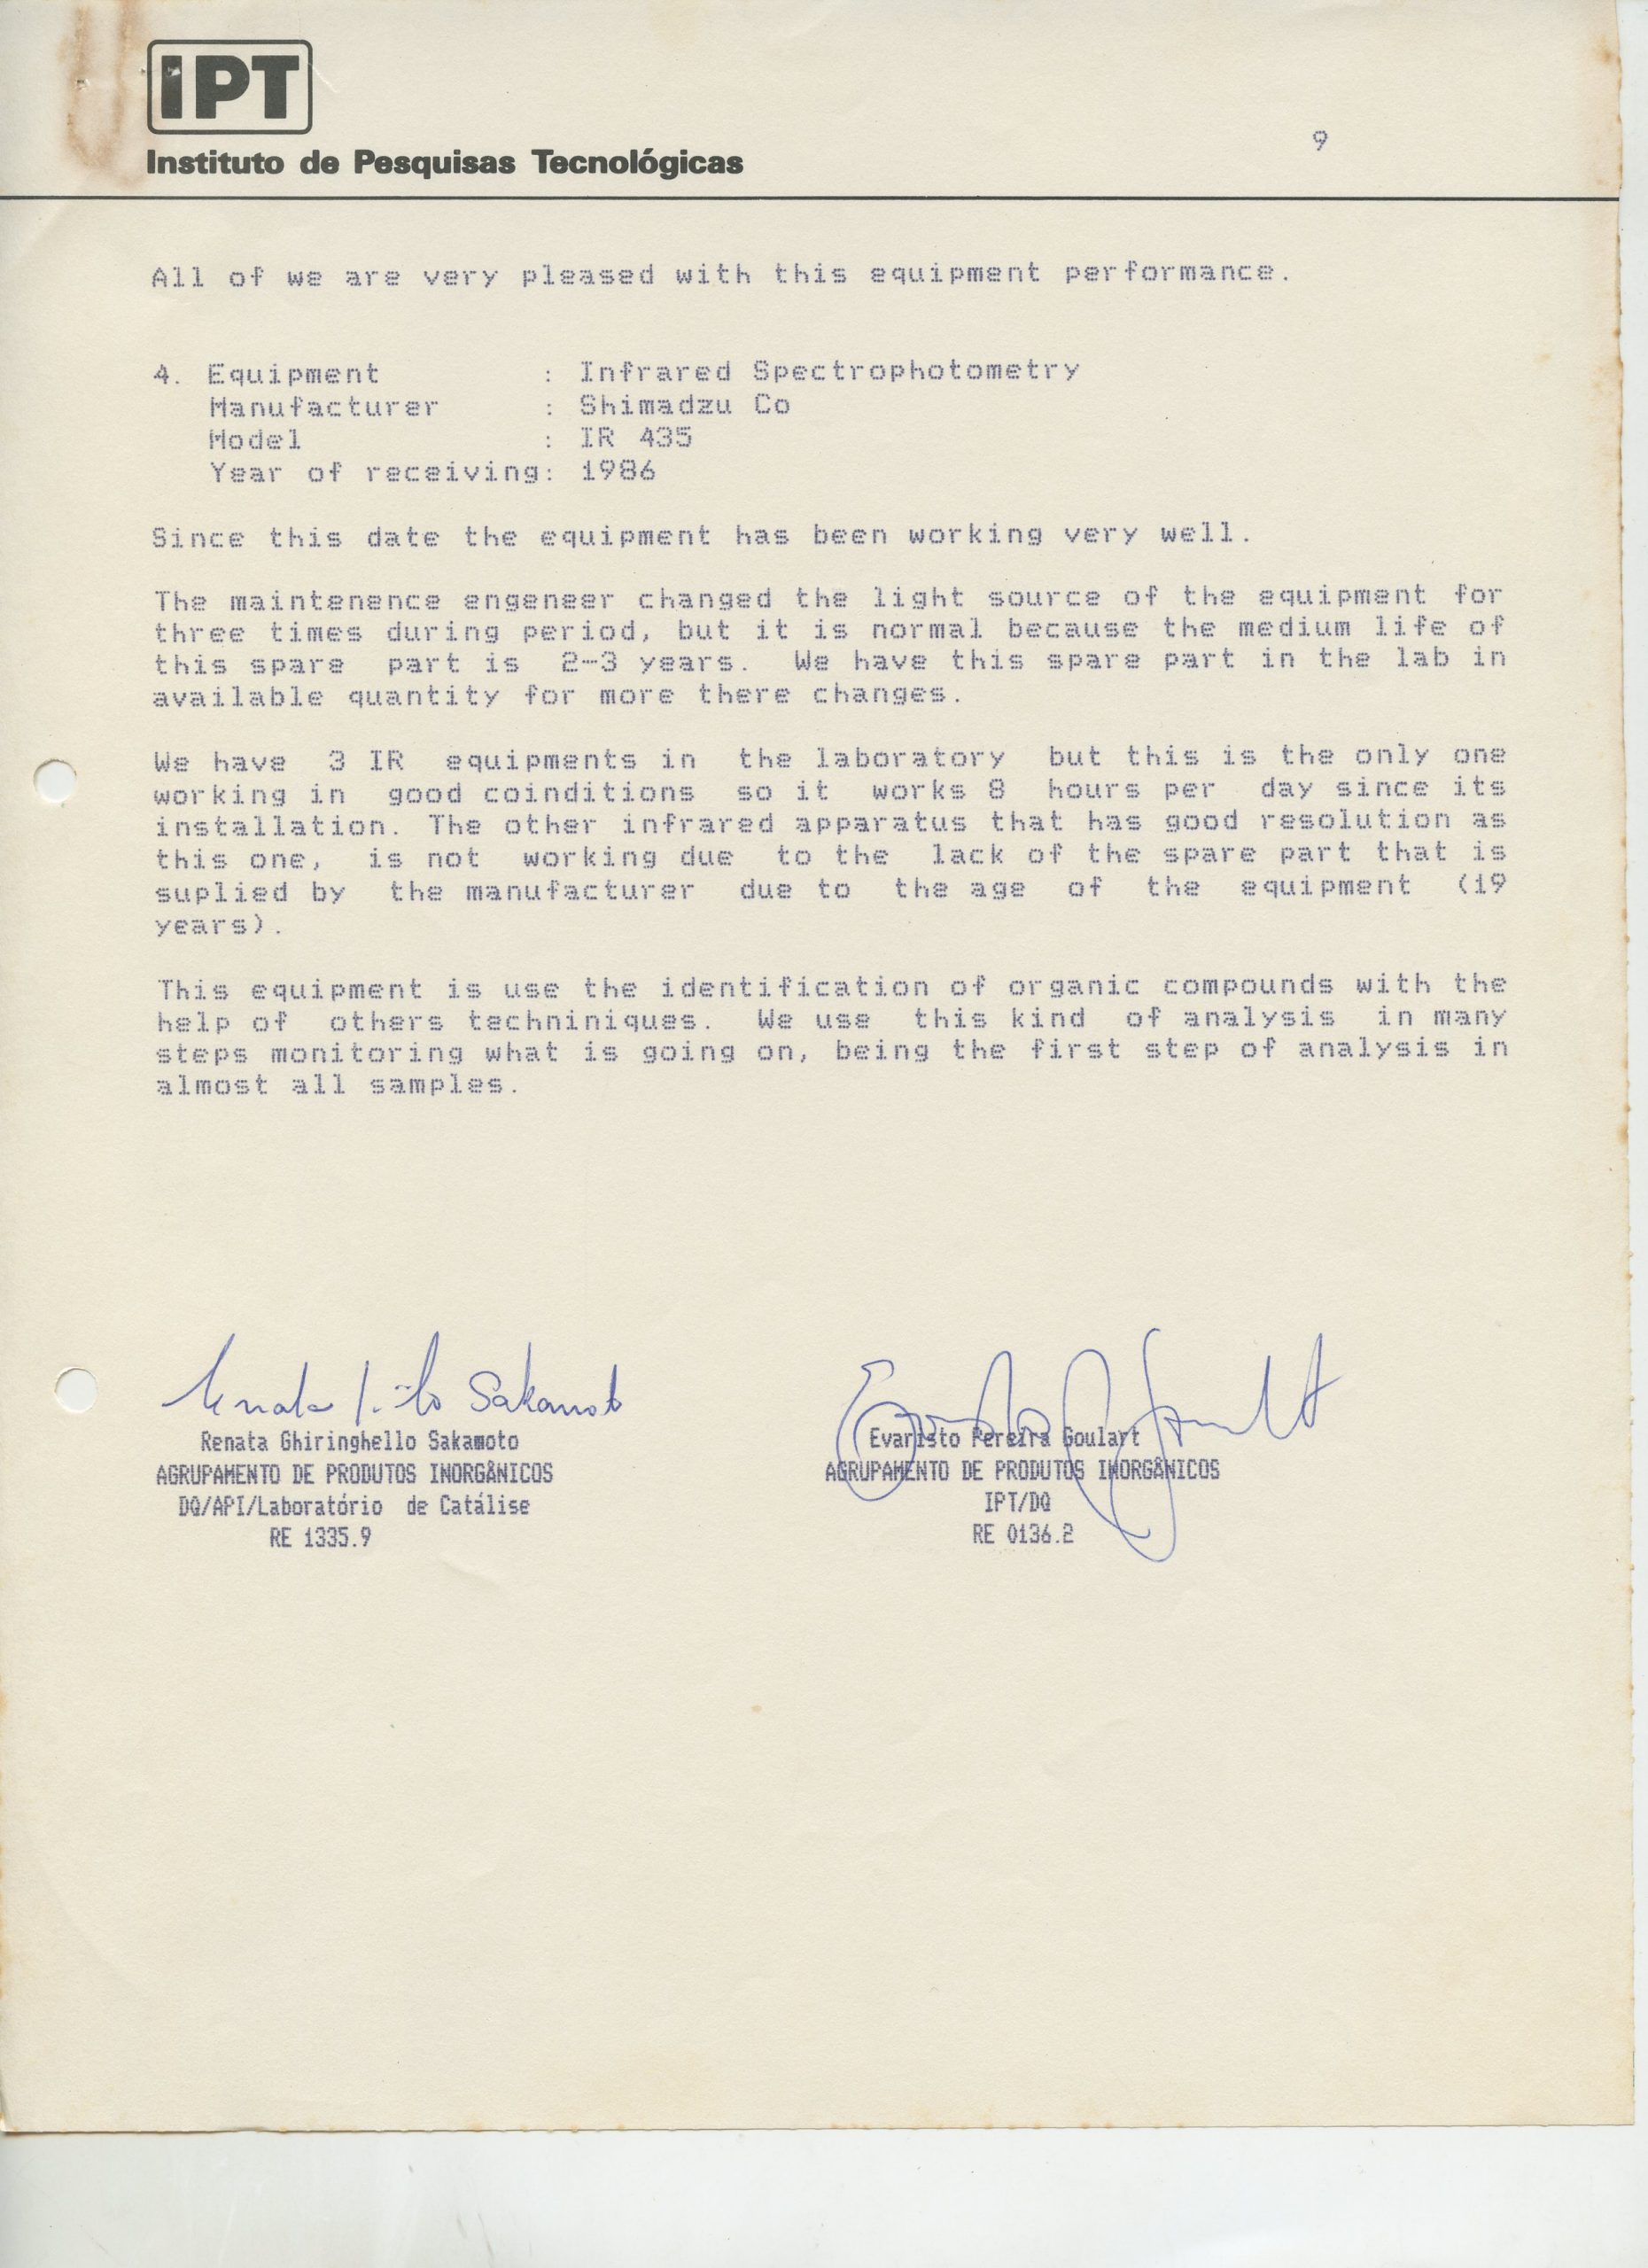 IPT
Instituto de Pesquisas Tecnológicas
9
All of we are very pleased with this equipment performance.
4. Equipment : Infrared Spectrophotometry
Manufacturer : Shimadzu Co
Model : IR 435
Year of receiving: 1986
Since this date the equipment has been working very well.
The maintenence engeneer changed the light source of the equipment for
three times during period, but it is normal because the medium life of
this spare part is 2-3 years. We have this spare part in the lab in
available quantity for more there changes.
We have 3 IR equipments in the laboratory but this is the only one
working in good coinditions so it works 8 hours per day since its
installation. The other infrared apparatus that has good resolution as
this one, is not working due to the lack of the spare part that is
suplied by the manufacturer due to the age of the equipment (19
years).
This equipment is use the identification of organic compounds with the
help of others techniniques. We use this kind of analysis in many
steps monitoring what is going on, being the first step of analysis in
almost all samples.
Sakamoto
Renata Ghiringhello Sakamoto
AGRUPAMENTO DE PRODUTOS INORGÂNICOS
DQ/API/Laboratório de Catálise
RE 1335.9
Evaristo Pereira Goulart
AGRUPAMENTO DE PRODUTOS INORGÂNICOS
IPT/DQ
RE 0136.2